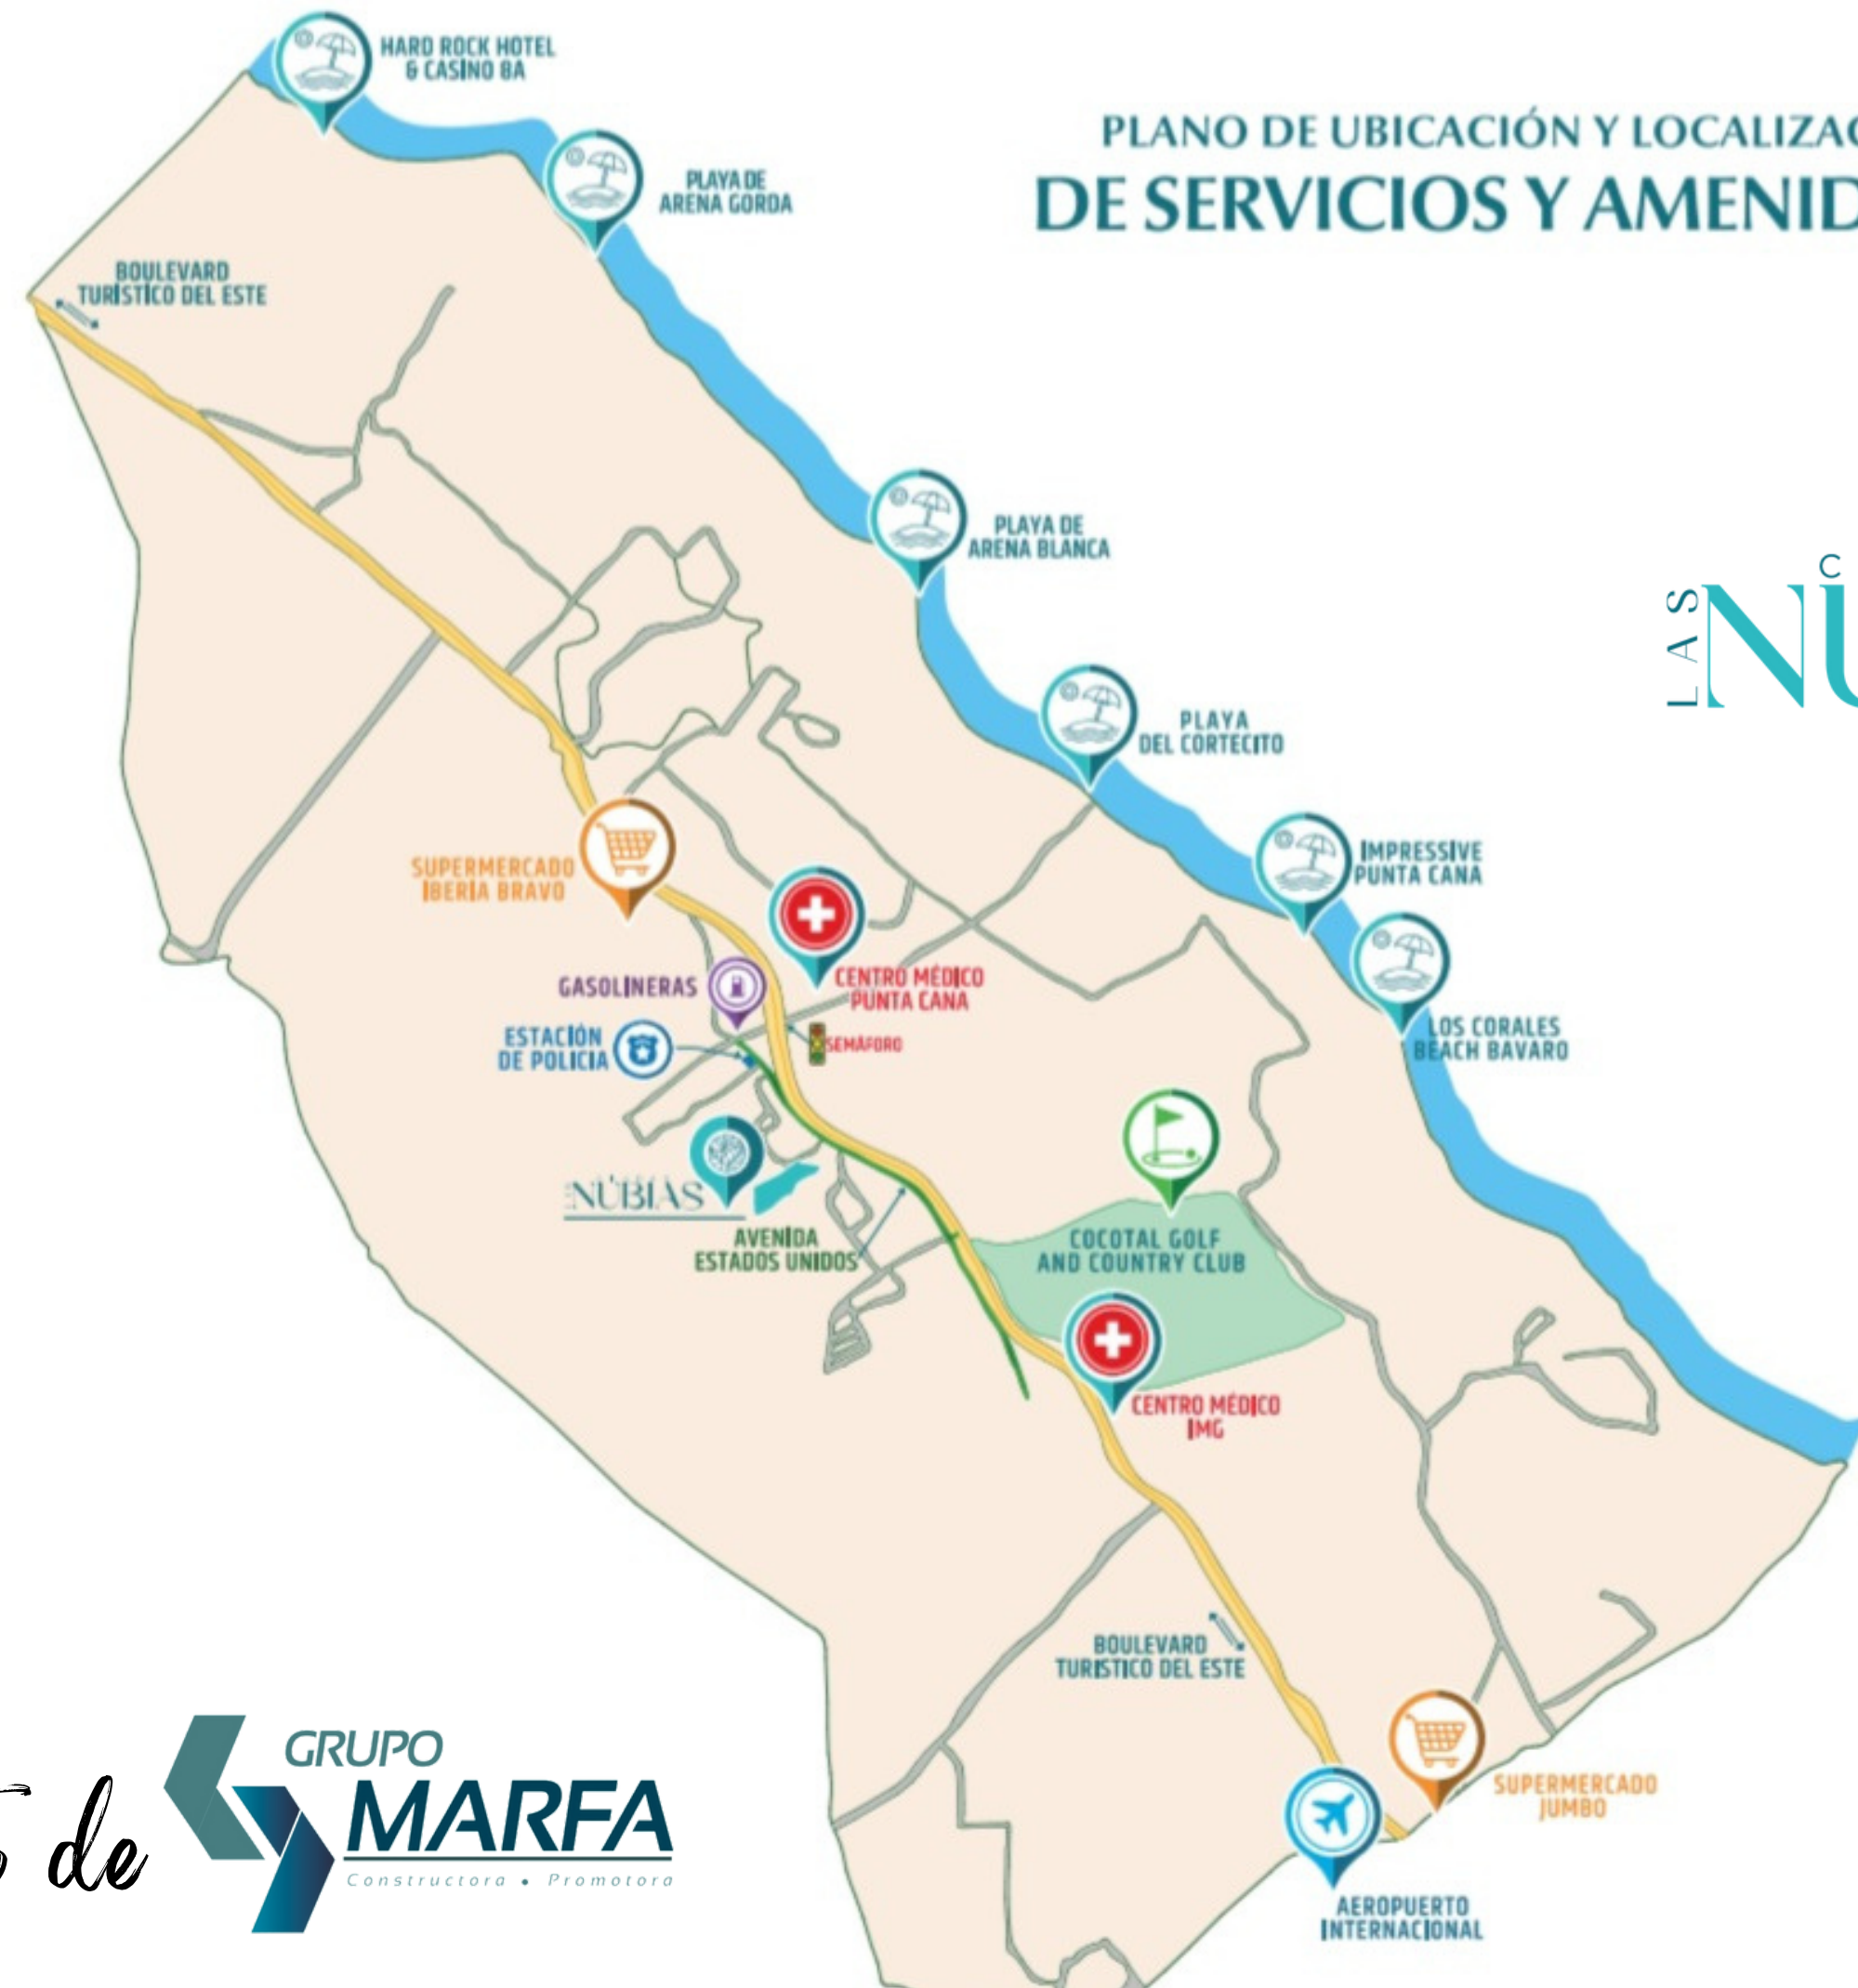 HARD ROCK HOTEL
& CASINO 8A
PLAYA DE
ARENA GORDA
PLANO DE UBICACIÓN Y LOCALIZAC
DE SERVICIOS Y AMENID
BOULEVARD
TURÍSTICO DEL ESTE
PLAYA DE
ARENA BLANCA
C
LAS
NÚ
PLAYA
DEL CORTECITO
IMPRESSIVE
PUNTA CANA
SUPERMERCADO
IBERIA BRAVO
GASOLINERAS
CENTRO MÉDICO
PUNTA CANA
ESTACIÓN
DE POLICIA
SEMÁFORO
LOS CORALES
BEACH BAVARO
NÚBIAS
AVENIDA
ESTADOS UNIDOS
COCOTAL GOLF
AND COUNTRY CLUB
CENTRO MÉDICO
IMG
BOULEVARD
TURISTICO DEL ESTE
SUPERMERCADO
JUMBO
AEROPUERTO
INTERNACIONAL
de
GRUPO
MARFA
Constructora • Promotora